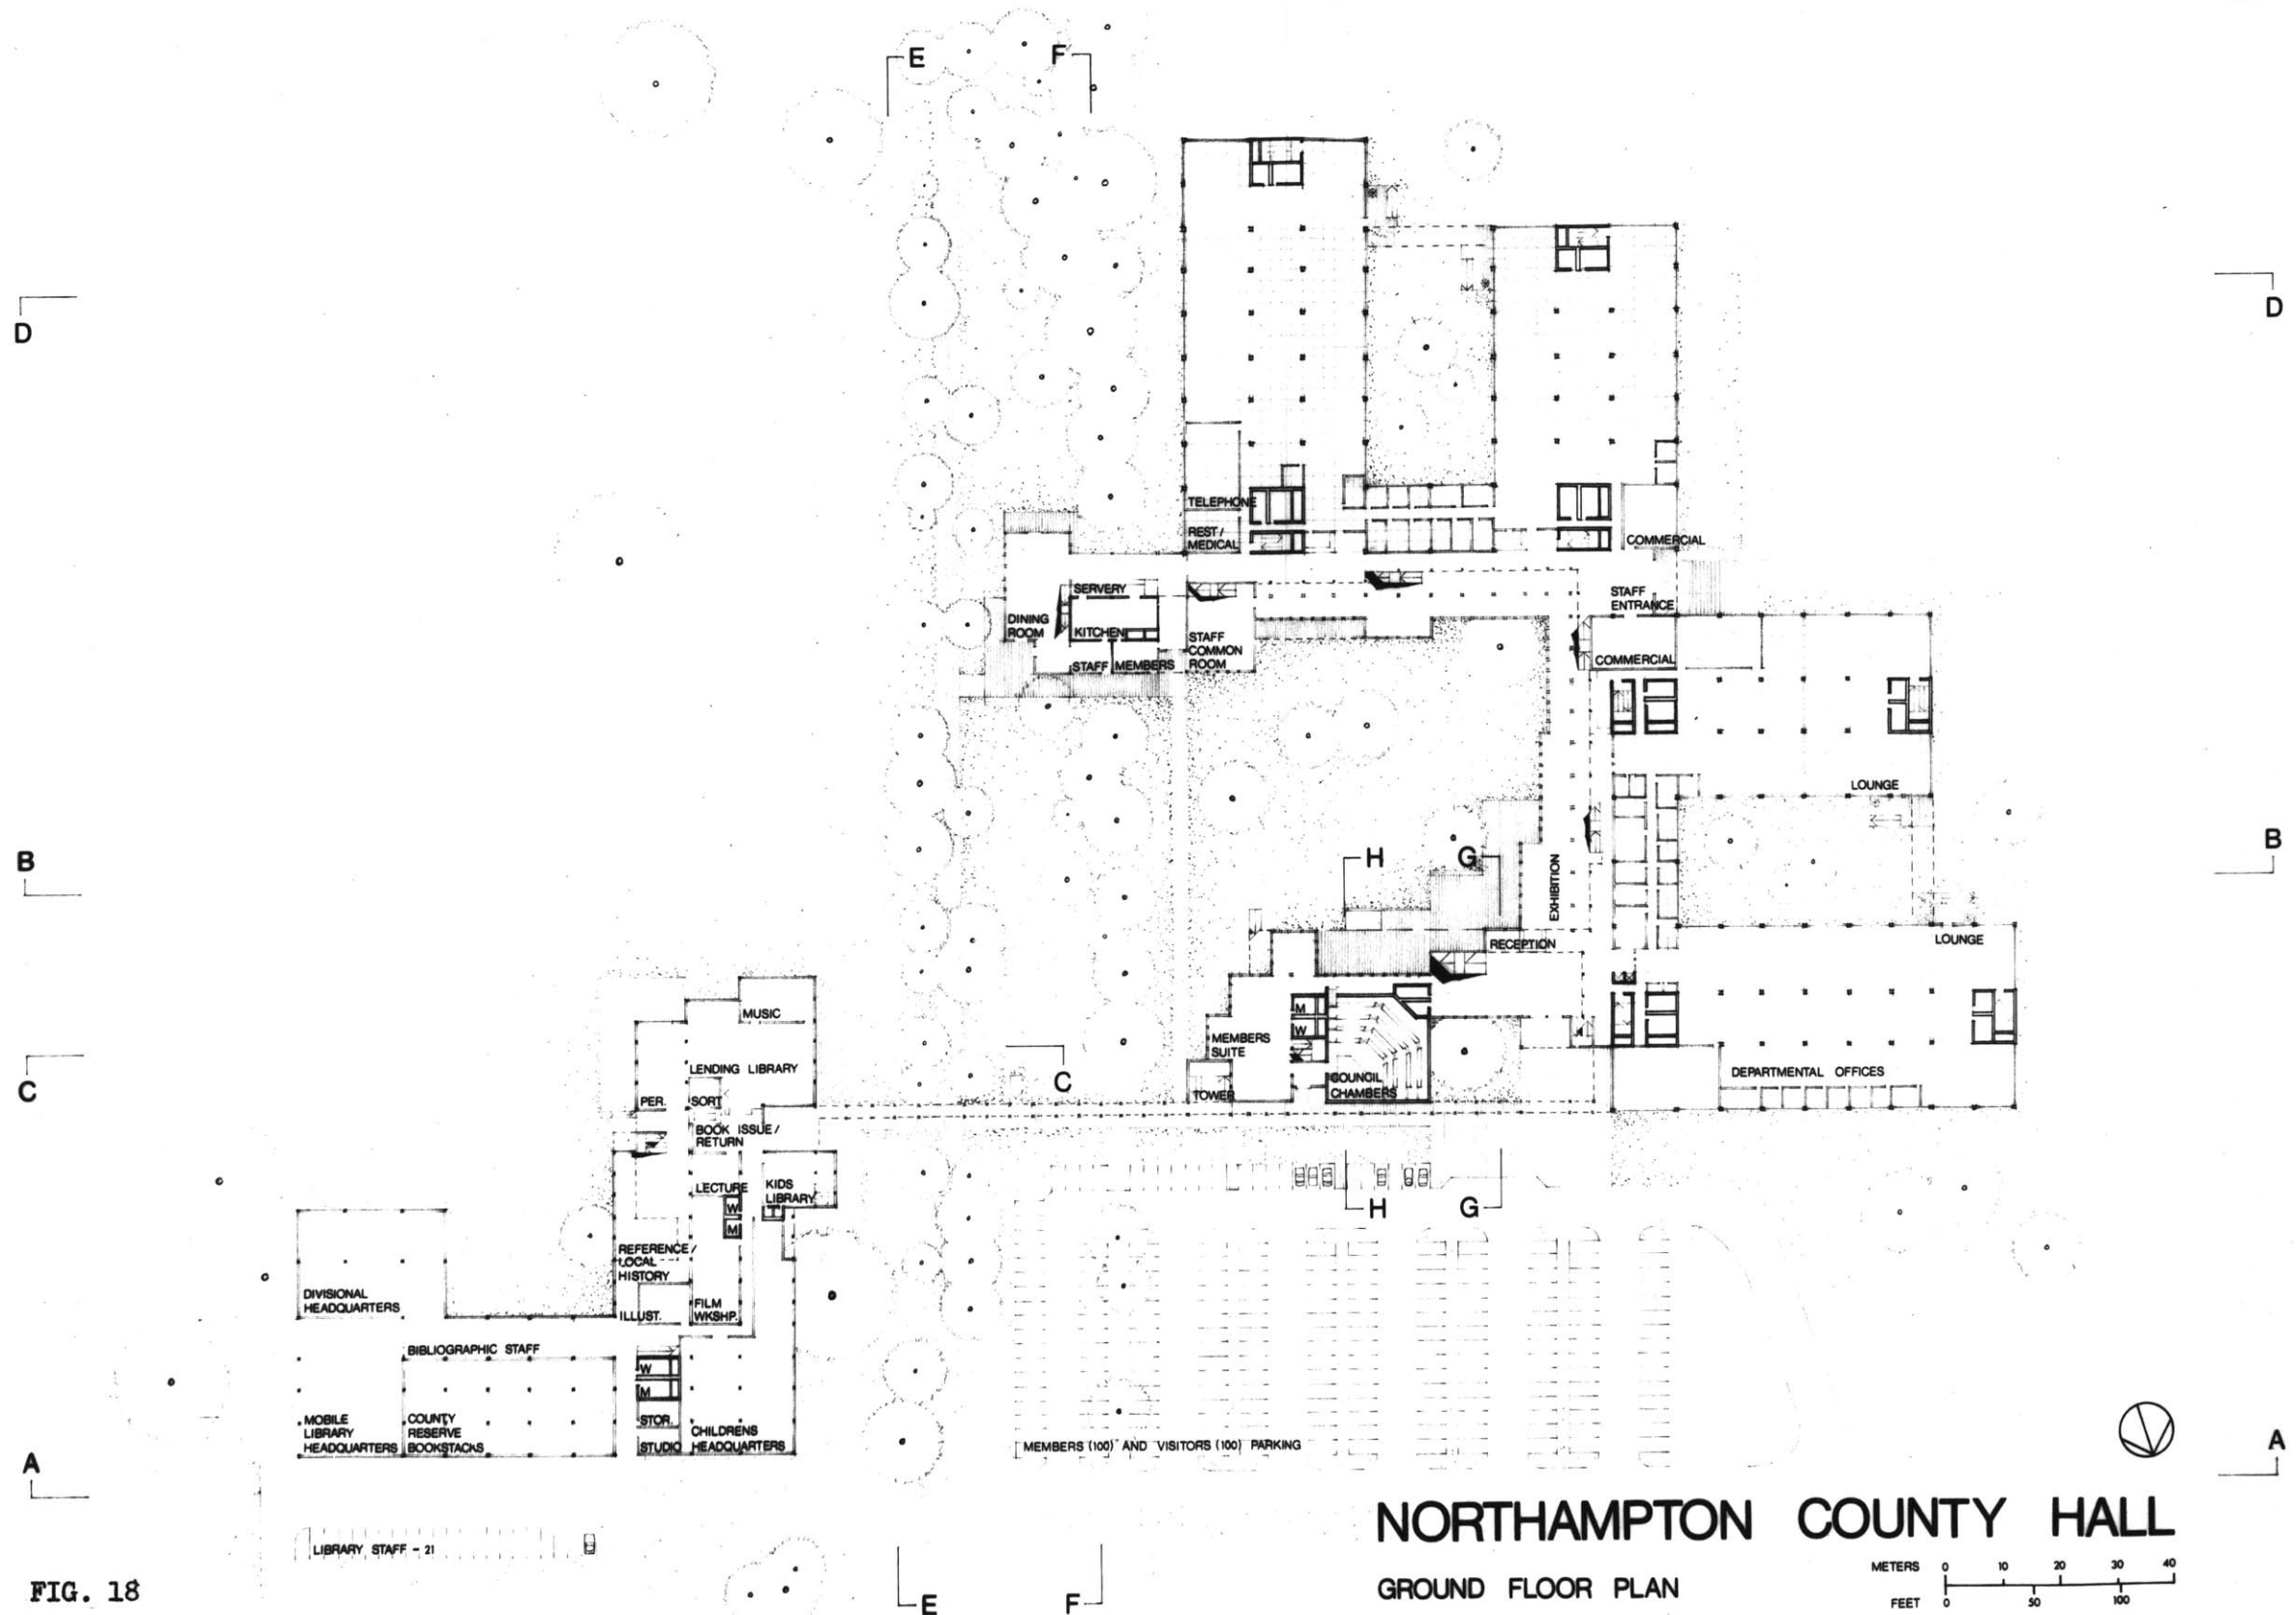 E
F
D
D
TELEPHONE
REST /
MEDICAL
COMMERCIAL
SERVERY
DINING
ROOM
KITCHEN
STAFF MEMBERS
STAFF
COMMON
ROOM
STAFF
ENTRANCE
COMMERCIAL
LOUNGE
B
B
H
G
EXHIBITION
RECEPTION
LOUNGE
MUSIC
M
W
MEMBERS
SUITE
LENDING LIBRARY
C
C
DEPARTMENTAL OFFICES
COUNCIL
CHAMBERS
TOWER
PER.
SORT
BOOK ISSUE /
RETURN
LECTURE
KIDS
LIBRARY
W
M
H
G
REFERENCE /
LOCAL
HISTORY
DIVISIONAL
HEADQUARTERS
ILLUST.
FILM
WKSHP.
BIBLIOGRAPHIC STAFF
W
M
MOBILE
LIBRARY
HEADQUARTERS
COUNTY
RESERVE
BOOKSTACKS
STOR.
STUDIO
CHILDRENS
HEADQUARTERS
MEMBERS (100) AND VISITORS (100) PARKING
A
A
NORTHAMPTON COUNTY HALL
LIBRARY STAFF - 21
METERS 0 10 20 30 40
GROUND FLOOR PLAN
FEET 0 50 100
FIG. 18
E
F